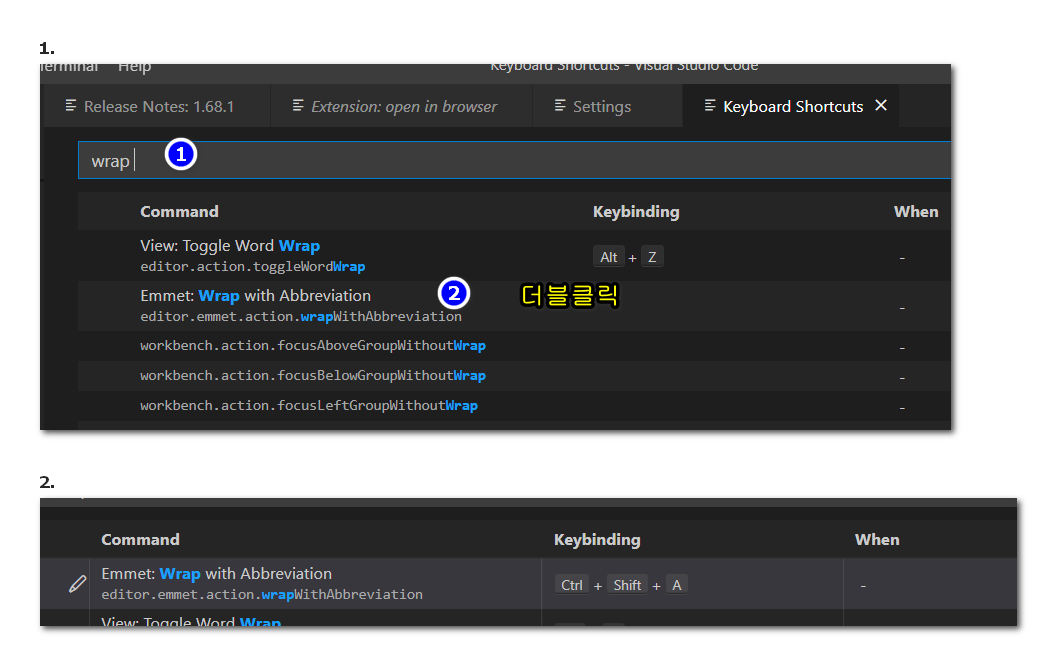 1.
Terminal Help Keyboard Shortcuts - Visual Studio Code
Release Notes: 1.68.1 Extension: open in browser Settings Keyboard Shortcuts ✕
wrap 1
Command Keybinding When
View: Toggle Word Wrap
editor.action.toggleWordWrap Alt + Z -
Emmet: Wrap with Abbreviation 2 더블클릭
editor.emmet.action.wrapWithAbbreviation -
workbench.action.focusAboveGroupWithoutWrap -
workbench.action.focusBelowGroupWithoutWrap -
workbench.action.focusLeftGroupWithoutWrap -
2.
Command Keybinding When
Emmet: Wrap with Abbreviation
editor.emmet.action.wrapWithAbbreviation Ctrl + Shift + A -
View: Toggle Word Wrap